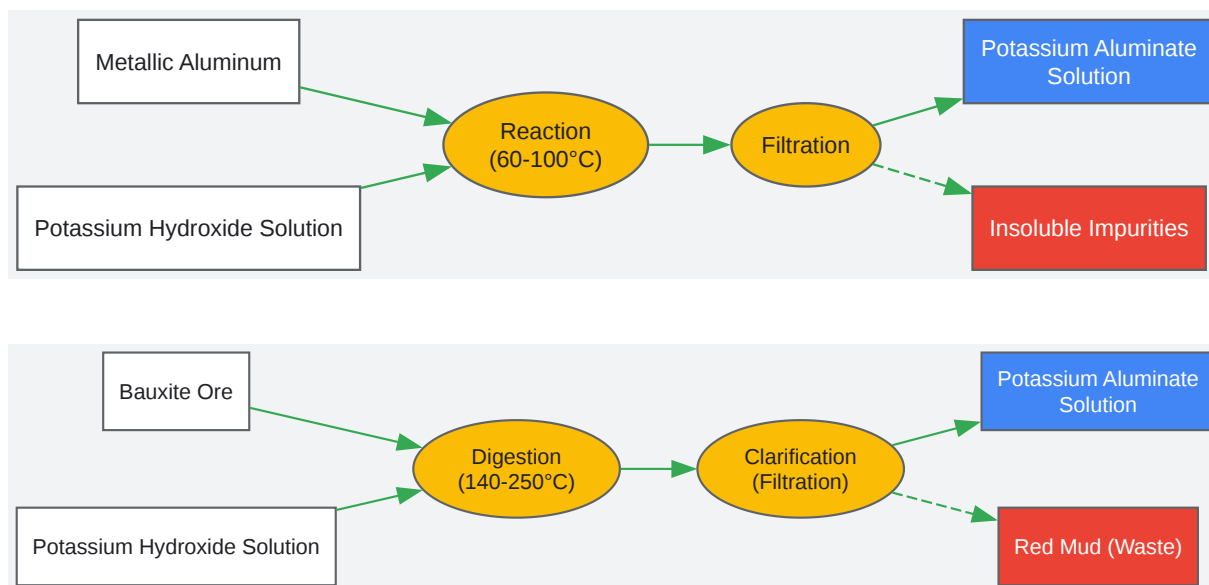 Metallic Aluminum
Potassium Hydroxide Solution
Reaction
(60-100°C)
Filtration
Potassium Aluminate
Solution
Insoluble Impurities
Bauxite Ore
Potassium Hydroxide Solution
Digestion
(140-250°C)
Clarification
(Filtration)
Potassium Aluminate
Solution
Red Mud (Waste)